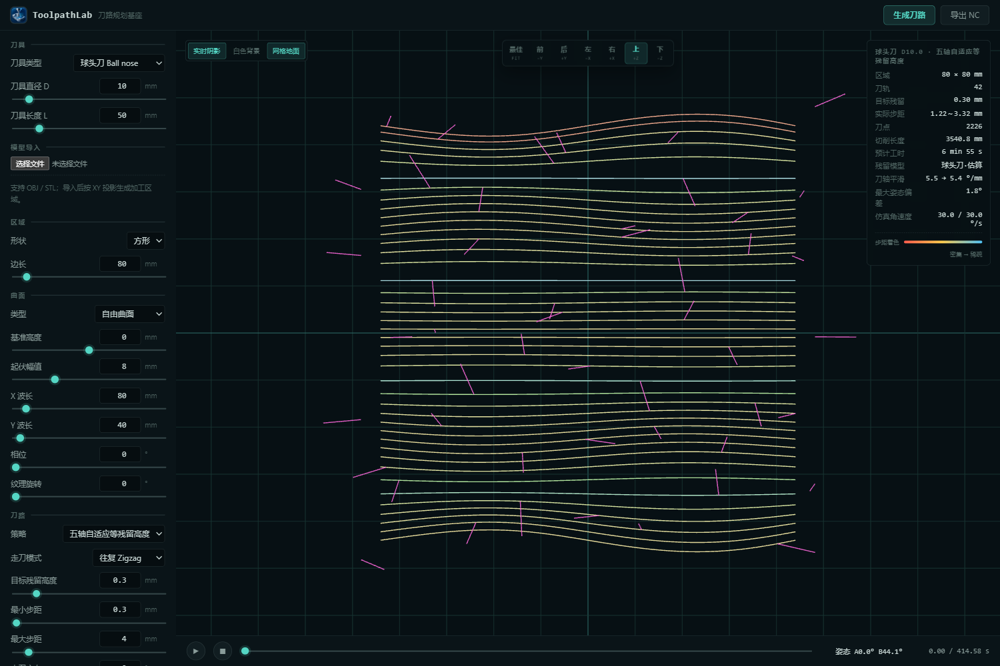 ToolpathLab 刀路规划基座
生成刀路 导出 NC
刀具
刀具类型 球头刀 Ball nose
刀具直径 D 10 mm
刀具长度 L 50 mm
模型导入
选择文件 未选择文件
支持 OBJ / STL；导入后按 XY 投影生成加工区
域。
区域
形状 方形
边长 80 mm
曲面
类型 自由曲面
基准高度 0 mm
起伏幅值 8 mm
X 波长 80 mm
Y 波长 40 mm
相位 0 °
纹理旋转 0 °
刀路
策略 五轴自适应等残留高度
走刀模式 往复 Zigzag
目标残留高度 0.3 mm
最小步距 0.3 mm
最大步距 4 mm
实时阴影 白色背景 网格地面
最佳 前 后 左 右 上 下
FIT -Y +Y -X +X +Z -Z
球头刀 D10.0 · 五轴自适应等
残留高度
区域 80 × 80 mm
刀轨 42
目标残留 0.30 mm
实际步距 1.22~3.32 mm
刀点 2226
切削长度 3540.8 mm
预计工时 6 min 55 s
残留模型 球头刀·估算
刀轴平滑 5.5 → 5.4 °/mm
最大姿态偏差 1.8°
仿真角速度 30.0 / 30.0 °/s
步距着色
密集 → 稀疏
▶ ■ 姿态 A0.0° B44.1° 0.00 / 414.58 s